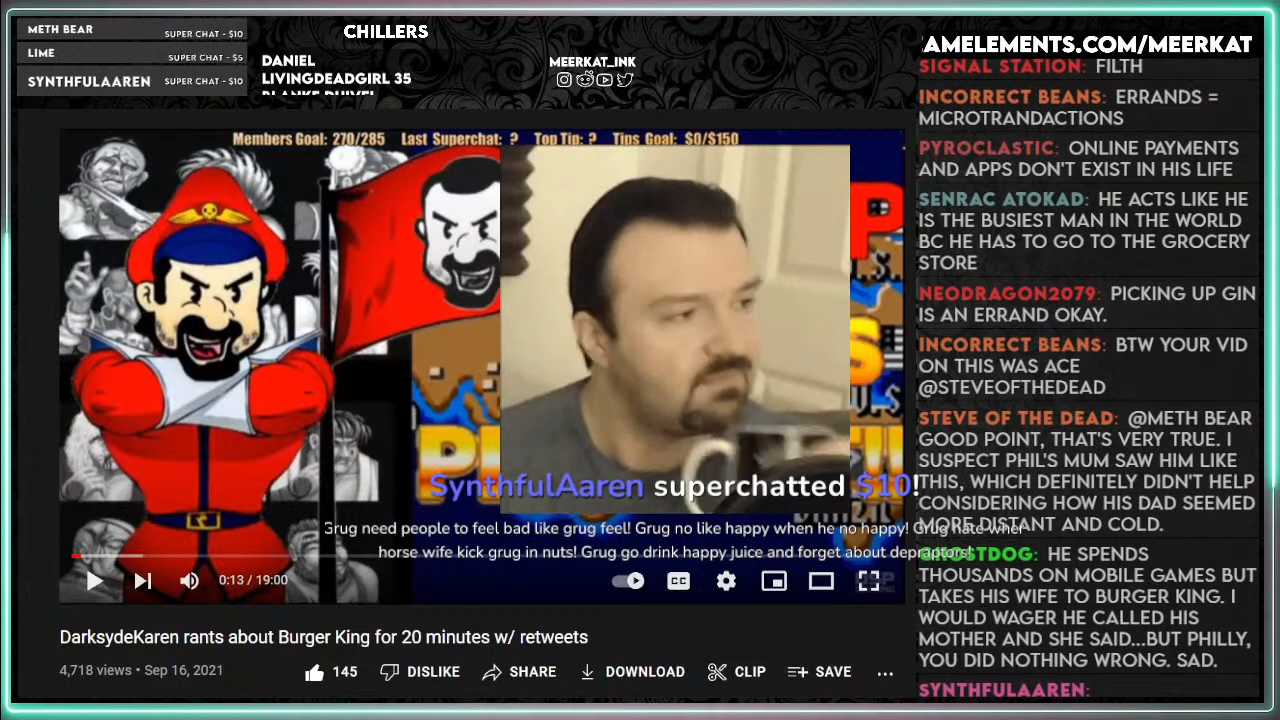 METH BEAR SUPER CHAT - $10
LIME SUPER CHAT - $5
SYNTHFULAAREN SUPER CHAT - $10
CHILLERS
DANIEL
LIVINGDEADGIRL 35
MEERKAT_INK
AMELEMENTS.COM/MEERKAT
Members Goal: 270/285 Last Superchat: ? Top Tip: ? Tips Goal: $0/$150
SynthfulAaren superchatted $10!
Grug need people to feel bad like grug feel! Grug no like happy when he no happy! Grug hate when
horse wife kick grug in nuts! Grug go drink happy juice and forget about depraptors!
0:13 / 19:00
CC
DarksydeKaren rants about Burger King for 20 minutes w/ retweets
4,718 views • Sep 16, 2021
145 DISLIKE SHARE DOWNLOAD CLIP SAVE ...
SIGNAL STATION: FILTH
INCORRECT BEANS: ERRANDS =
MICROTRANDACTIONS
PYROCLASTIC: ONLINE PAYMENTS
AND APPS DON'T EXIST IN HIS LIFE
SENRAC ATOKAD: HE ACTS LIKE HE
IS THE BUSIEST MAN IN THE WORLD
BC HE HAS TO GO TO THE GROCERY
STORE
NEODRAGON2079: PICKING UP GIN
IS AN ERRAND OKAY.
INCORRECT BEANS: BTW YOUR VID
ON THIS WAS ACE
@STEVEOFTHEDEAD
STEVE OF THE DEAD: @METH BEAR
GOOD POINT, THAT'S VERY TRUE. I
SUSPECT PHIL'S MUM SAW HIM LIKE
THIS, WHICH DEFINITELY DIDN'T HELP
CONSIDERING HOW HIS DAD SEEMED
MORE DISTANT AND COLD.
GHOSTDOG: HE SPENDS
THOUSANDS ON MOBILE GAMES BUT
TAKES HIS WIFE TO BURGER KING. I
WOULD WAGER HE CALLED HIS
MOTHER AND SHE SAID...BUT PHILLY,
YOU DID NOTHING WRONG. SAD.
SYNTHFULAAREN: